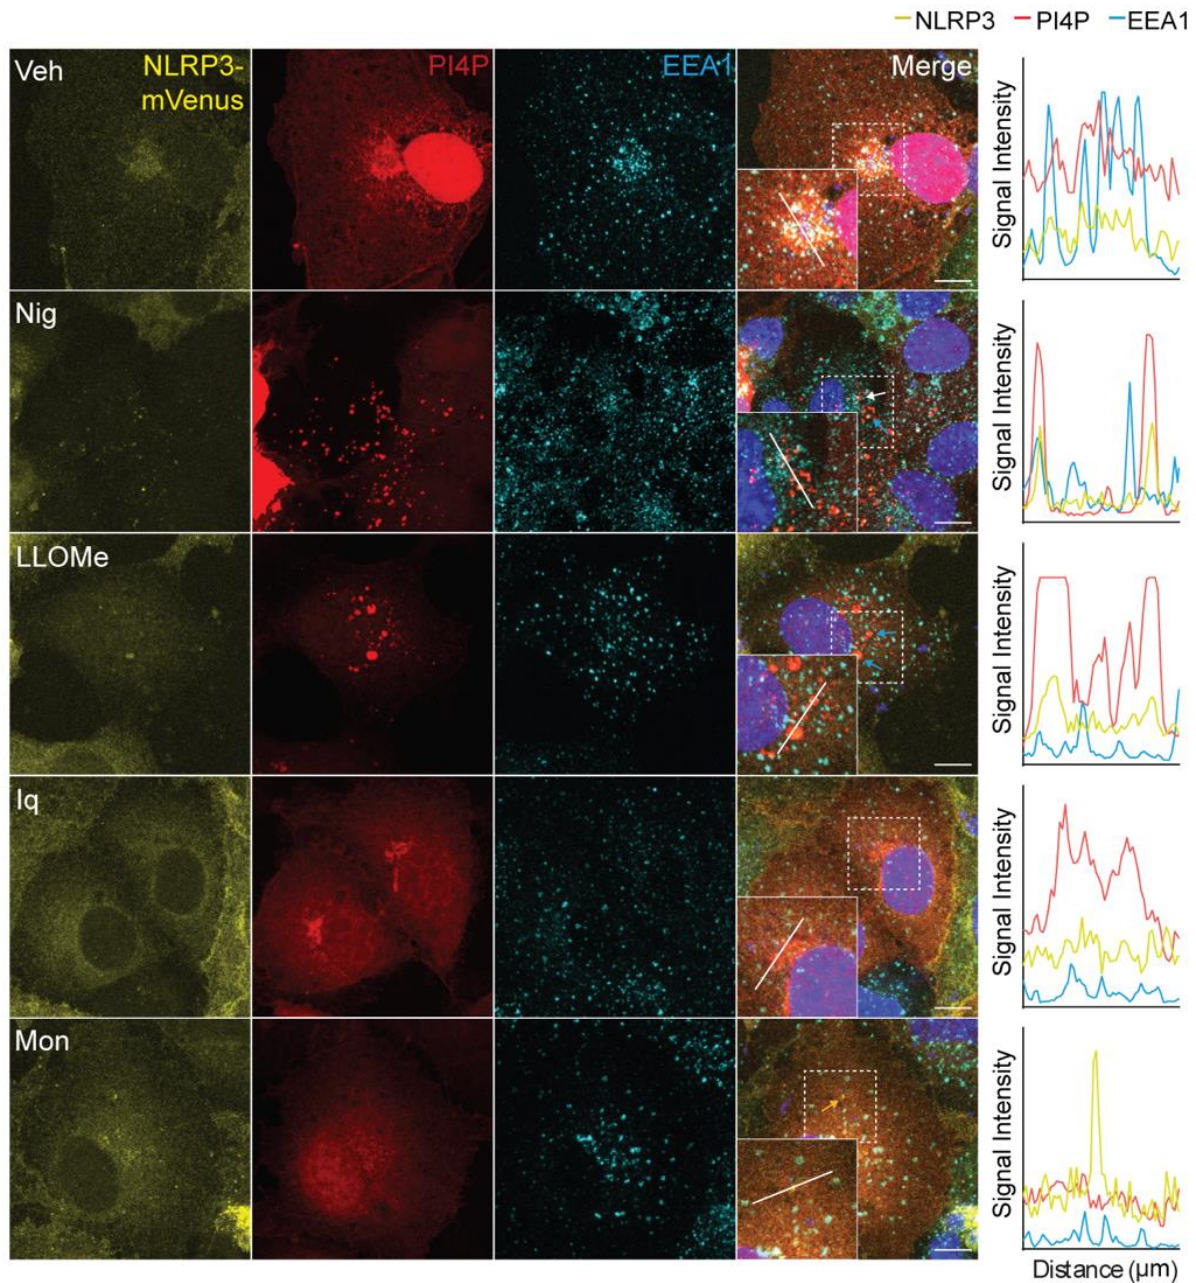 NLRP3 PI4P EEA1
Veh NLRP3-
mVenus PI4P EEA1 Merge
Signal Intensity
Nig
Signal Intensity
LLOMe
Signal Intensity
Iq
Signal Intensity
Mon
Signal Intensity
Distance (µm)